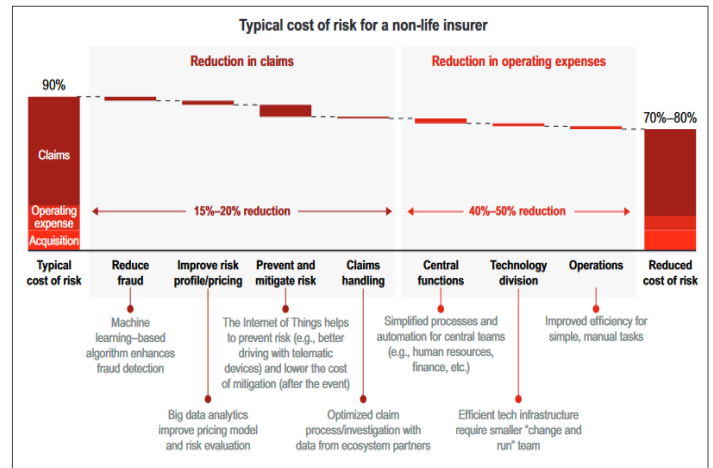 Typical cost of risk for a non-life insurer
Reduction in claims
Reduction in operating expenses
90%
70%–80%
Claims
Operating
expense
Acquisition
15%–20% reduction
40%–50% reduction
Typical
cost of risk
Reduce
fraud
Improve risk
profile/pricing
Prevent and
mitigate risk
Claims
handling
Central
functions
Technology
division
Operations
Reduced
cost of risk
Machine
learning–based
algorithm enhances
fraud detection
The Internet of Things helps
to prevent risk (e.g., better
driving with telematic
devices) and lower the cost
of mitigation (after the event)
Simplified processes and
automation for central teams
(e.g., human resources,
finance, etc.)
Improved efficiency for
simple, manual tasks
Big data analytics
improve pricing model
and risk evaluation
Optimized claim
process/investigation with
data from ecosystem partners
Efficient tech infrastructure
require smaller “change and
run” team